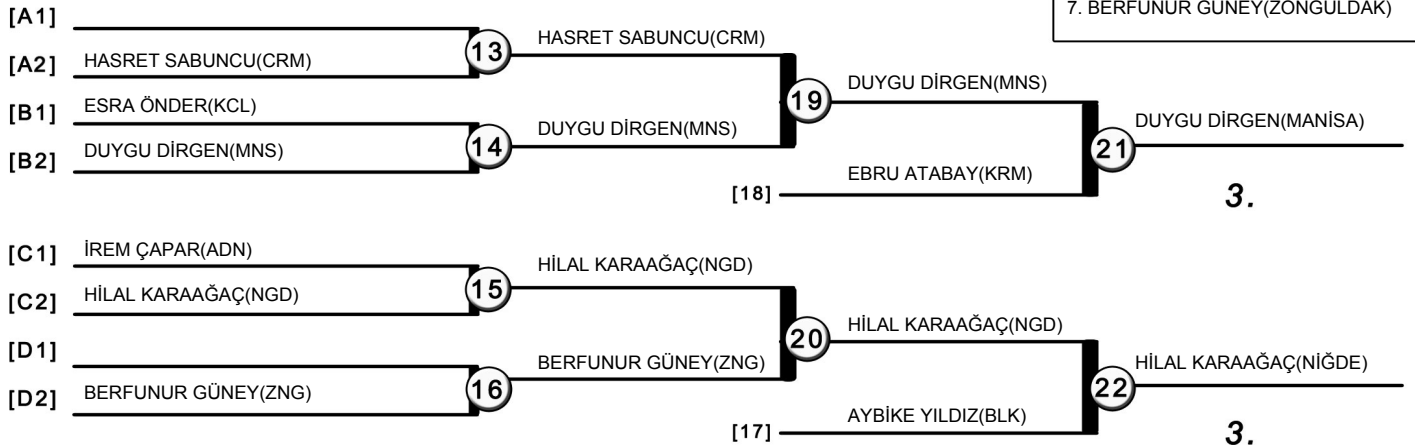 7. BERFUNUR GÜNEY(ZONGULDAK)
[A1]
13
HASRET SABUNCU(CRM)
[A2] HASRET SABUNCU(CRM)
19
DUYGU DİRGEN(MNS)
[B1] ESRA ÖNDER(KCL)
14
DUYGU DİRGEN(MNS)
21
DUYGU DİRGEN(MANİSA)
[B2] DUYGU DİRGEN(MNS)
[18] EBRU ATABAY(KRM)
3.
[C1] İREM ÇAPAR(ADN)
15
HİLAL KARAAĞAÇ(NGD)
[C2] HİLAL KARAAĞAÇ(NGD)
20
HİLAL KARAAĞAÇ(NGD)
[D1]
16
BERFUNUR GÜNEY(ZNG)
22
HİLAL KARAAĞAÇ(NİĞDE)
[D2] BERFUNUR GÜNEY(ZNG)
[17] AYBİKE YILDIZ(BLK)
3.